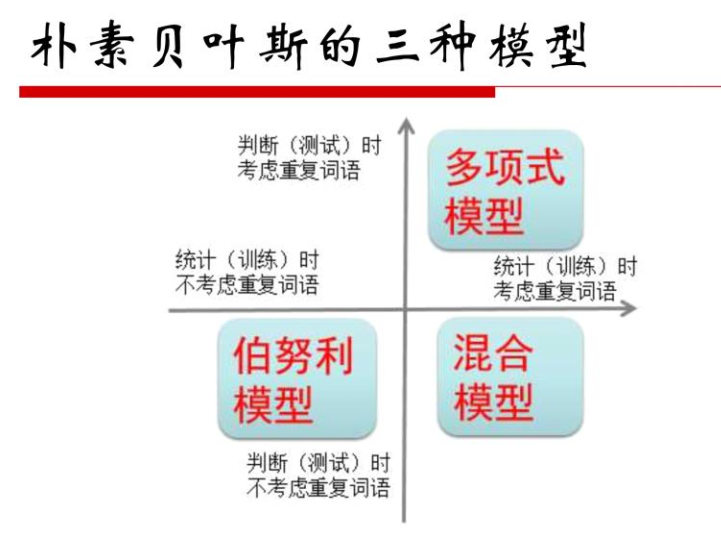 朴素贝叶斯的三种模型
判断（测试）时
考虑重复词语
多项式
模型
统计（训练）时
不考虑重复词语
统计（训练）时
考虑重复词语
伯努利
模型
混合
模型
判断（测试）时
不考虑重复词语